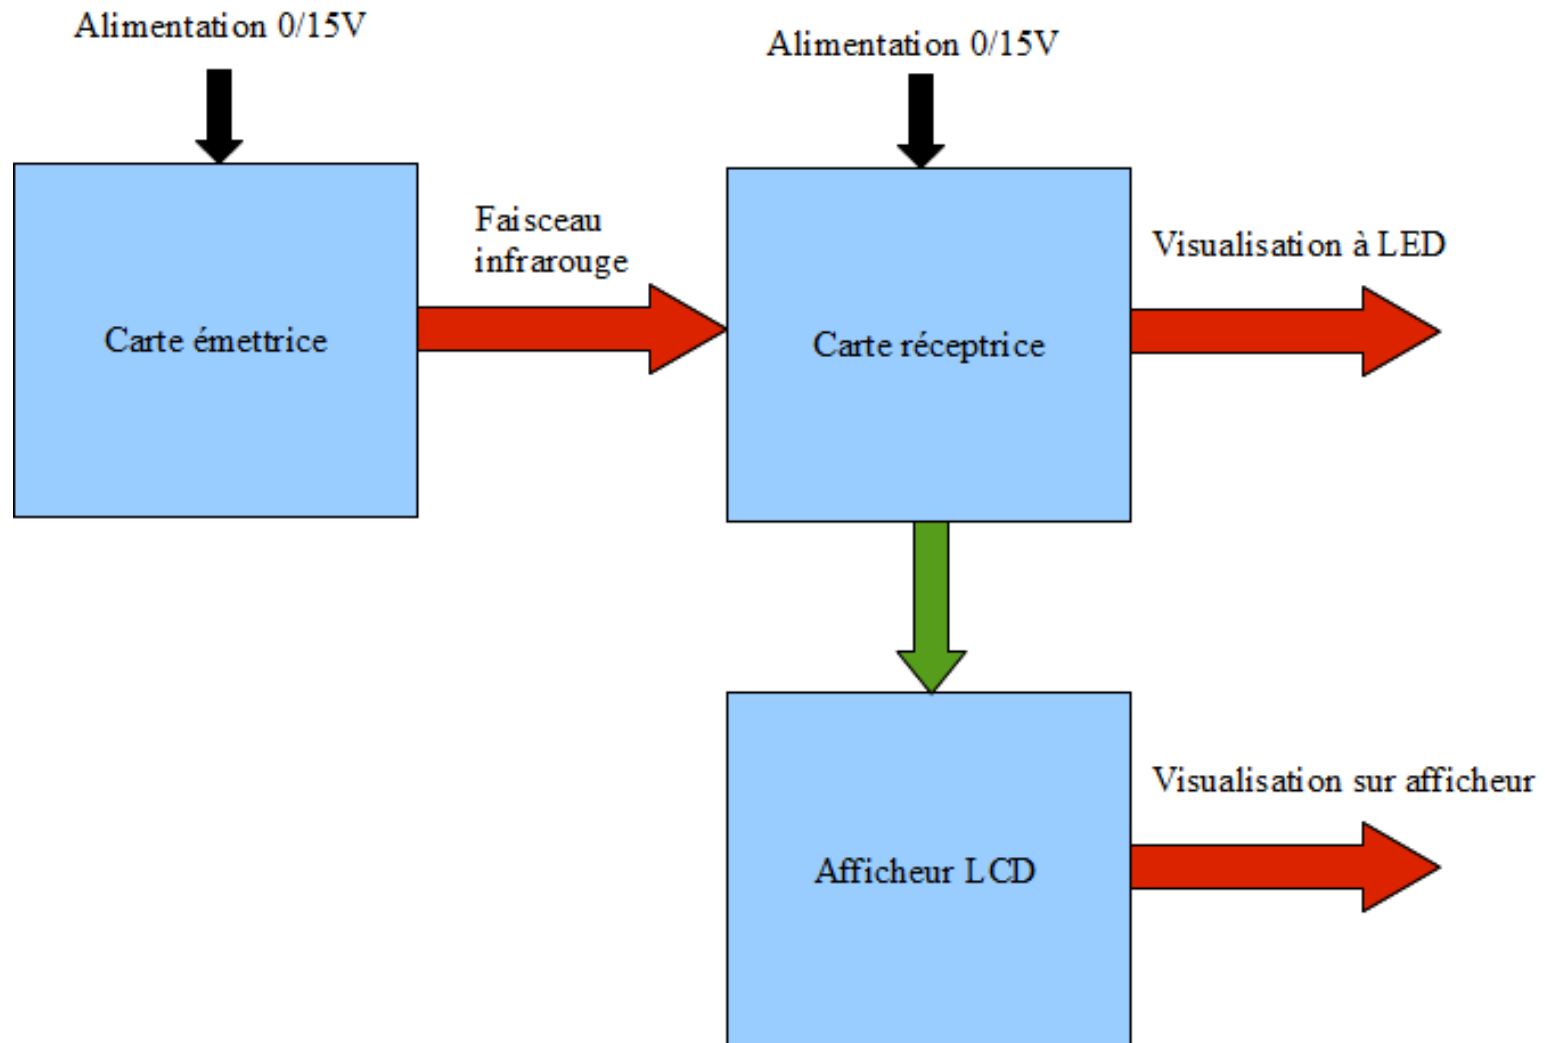 Alimentation 0/15V
Alimentation 0/15V
Faisceau
infrarouge
Visualisation à LED
Carte émettrice
Carte réceptrice
Visualisation sur afficheur
Afficheur LCD